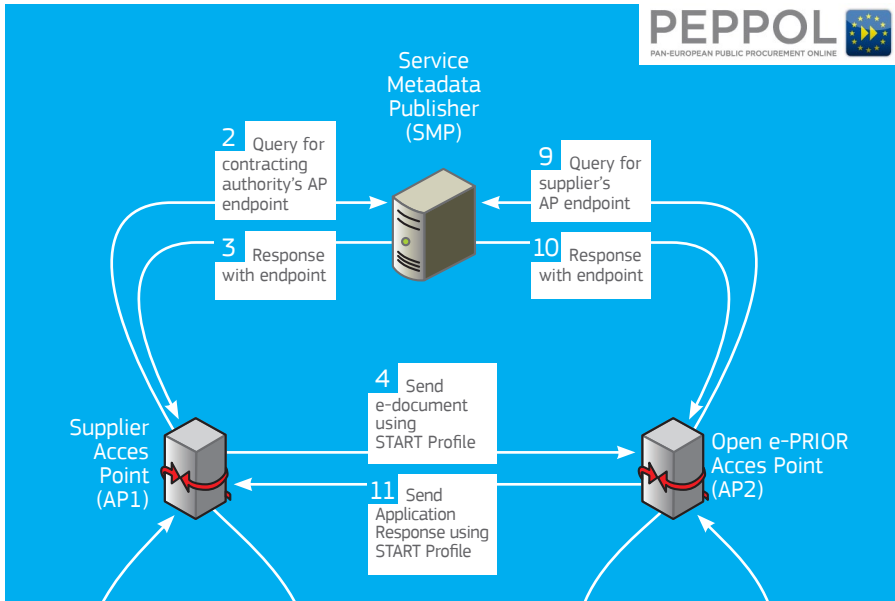 PEPPOL
PAN-EUROPEAN PUBLIC PROCUREMENT ONLINE
Service
Metadata
Publisher
(SMP)
2 Query for
contracting
authority's AP
endpoint
9 Query for
supplier's
AP endpoint
3 Response
with endpoint
10 Response
with endpoint
4 Send
e-document
using
START Profile
Supplier
Acces
Point
(AP1)
Open e-PRIOR
Acces Point
(AP2)
11 Send
Application
Response using
START Profile